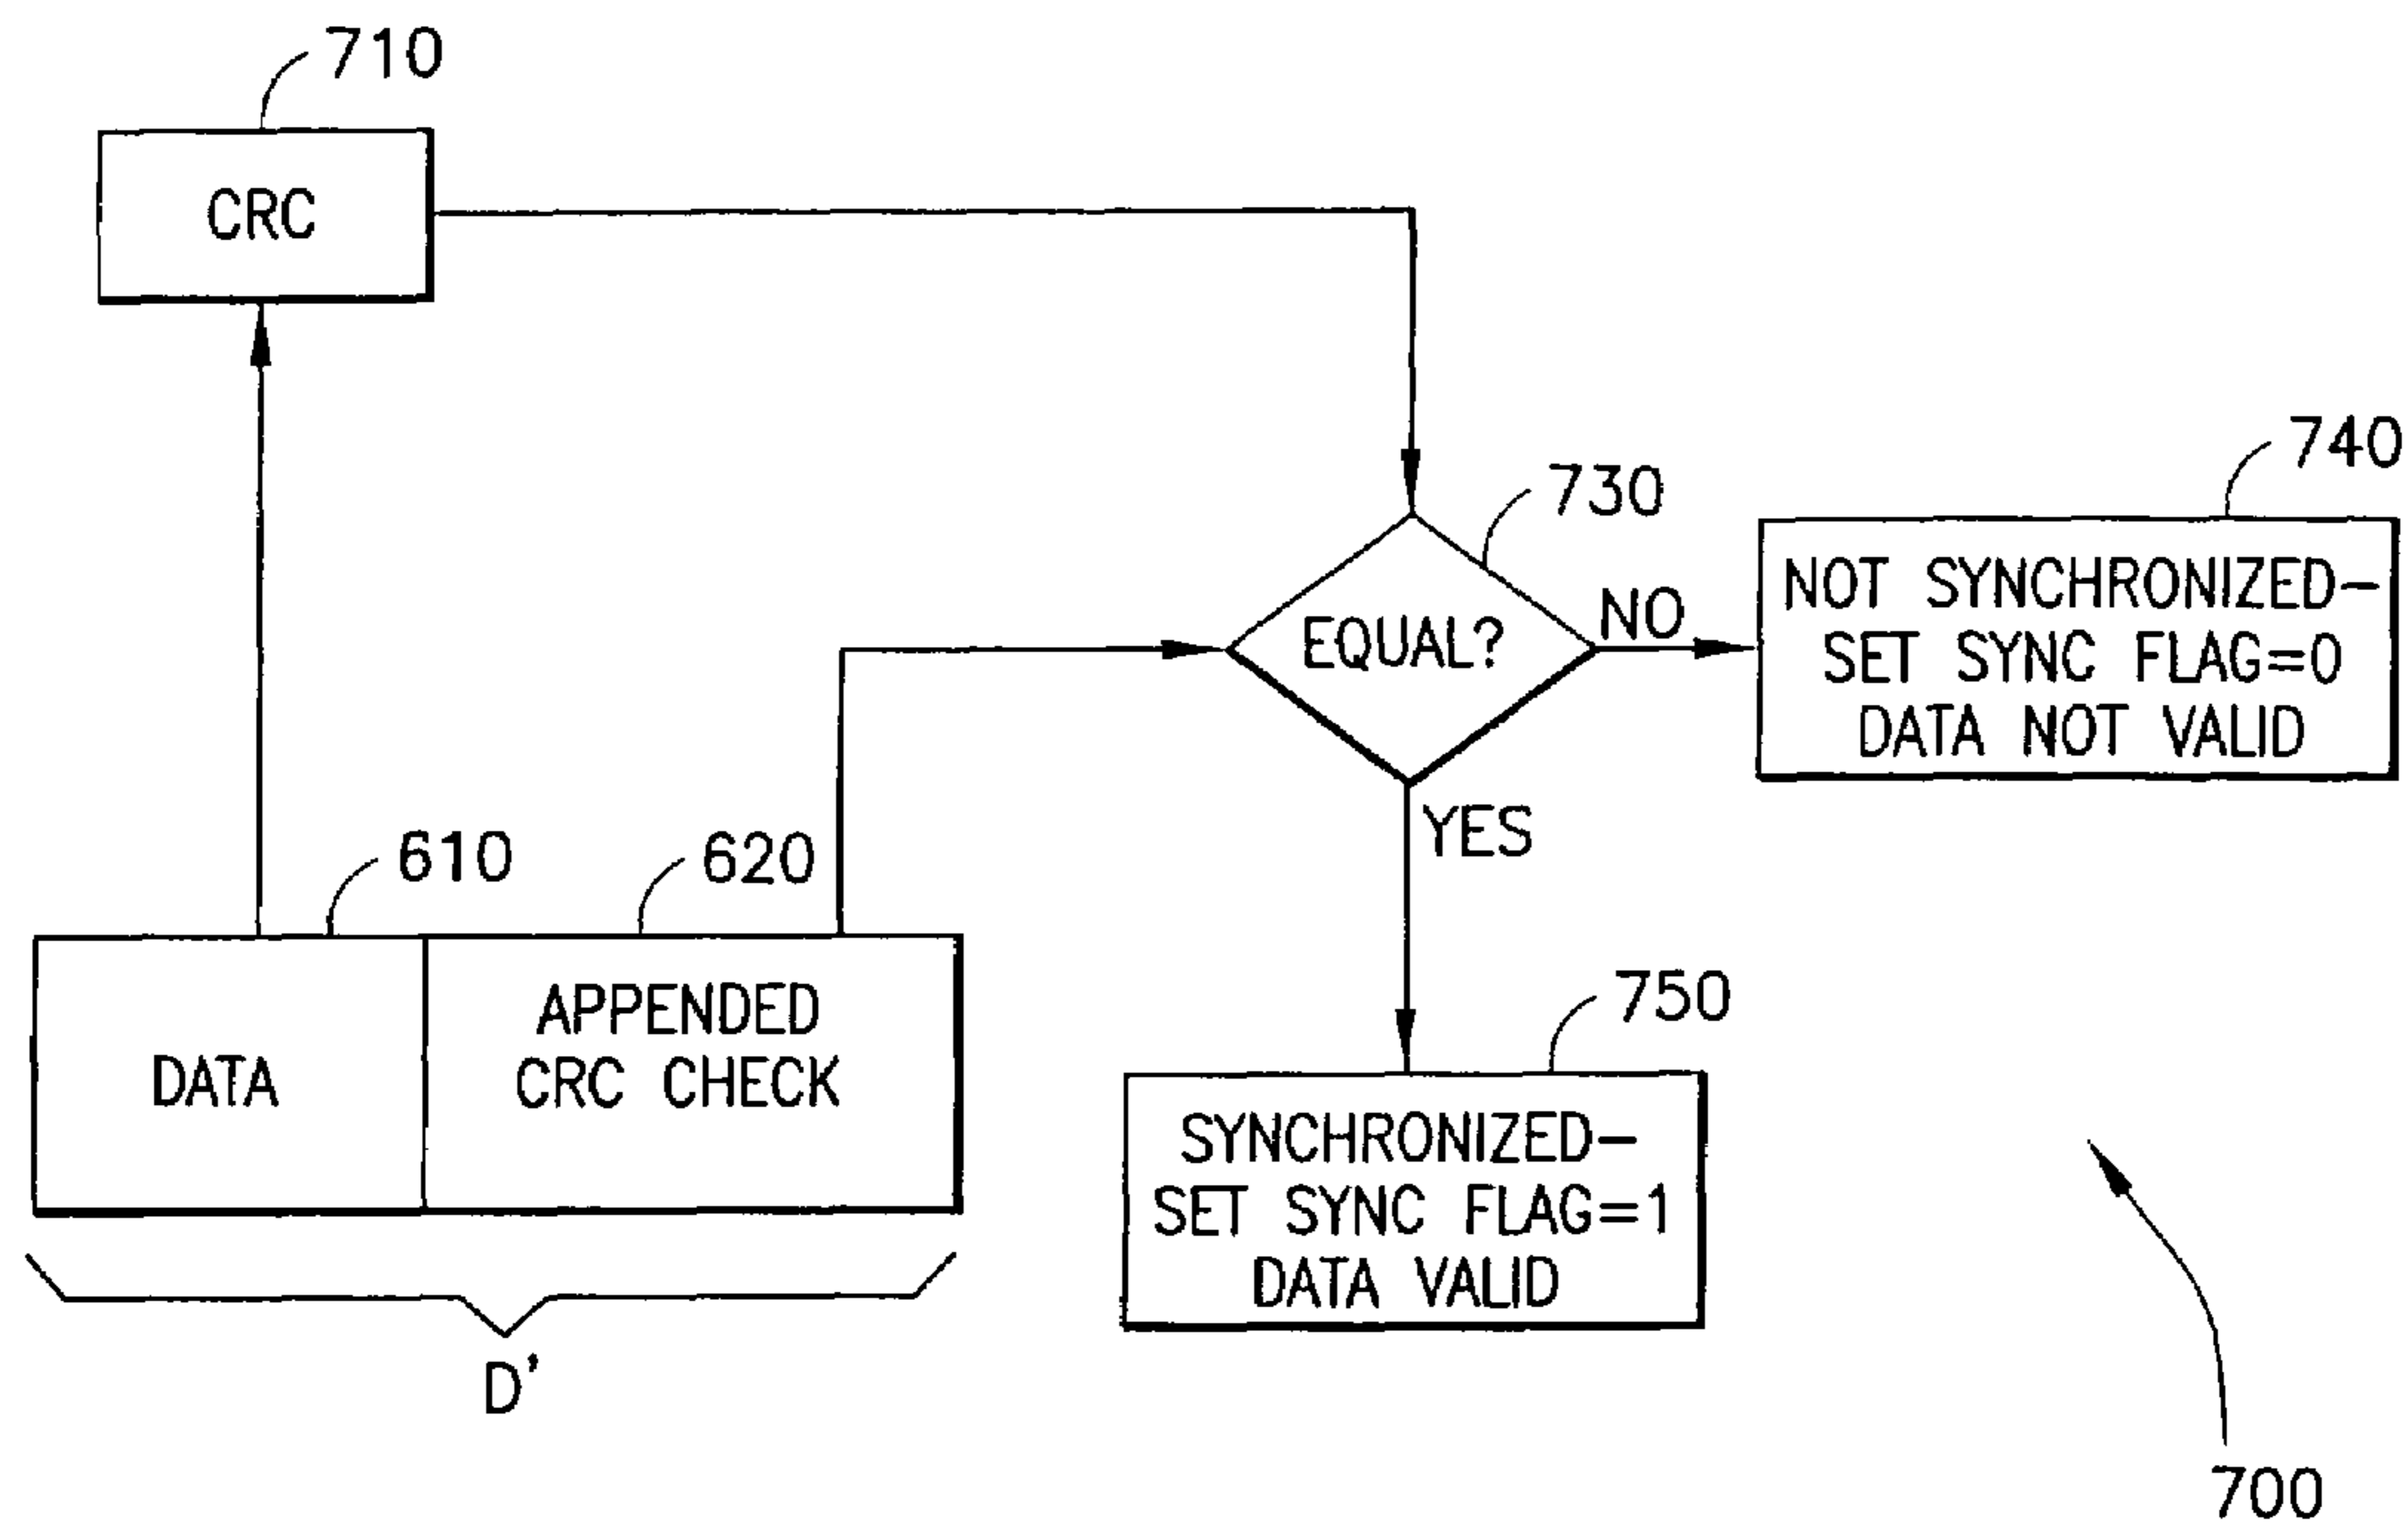 710
CRC
740
730
NOT SYNCHRONIZED-
SET SYNC FLAG=0
DATA NOT VALID
EQUAL?
NO
YES
610
620
DATA
APPENDED
CRC CHECK
750
SYNCHRONIZED-
SET SYNC FLAG=1
DATA VALID
D'
700